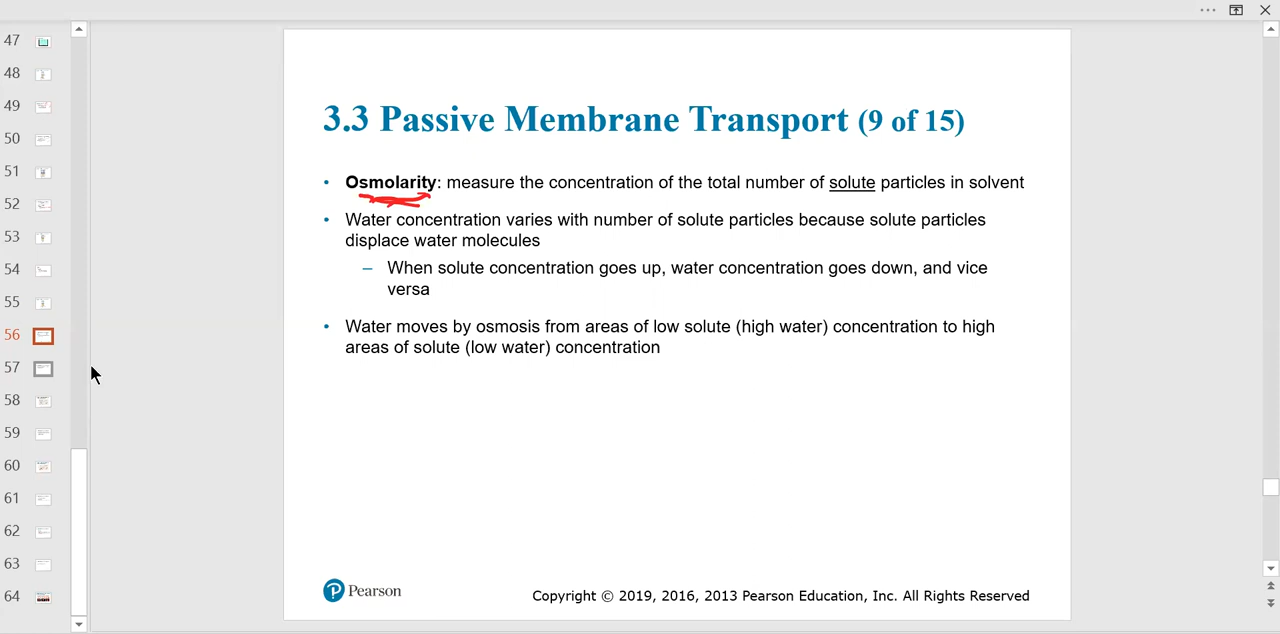 47
48
49
50
51
52
53
54
55
56
57
58
59
60
61
62
63
64
3.3 Passive Membrane Transport (9 of 15)
• Osmolarity: measure the concentration of the total number of solute particles in solvent
• Water concentration varies with number of solute particles because solute particles
displace water molecules
– When solute concentration goes up, water concentration goes down, and vice
versa
• Water moves by osmosis from areas of low solute (high water) concentration to high
areas of solute (low water) concentration
P Pearson
Copyright © 2019, 2016, 2013 Pearson Education, Inc. All Rights Reserved